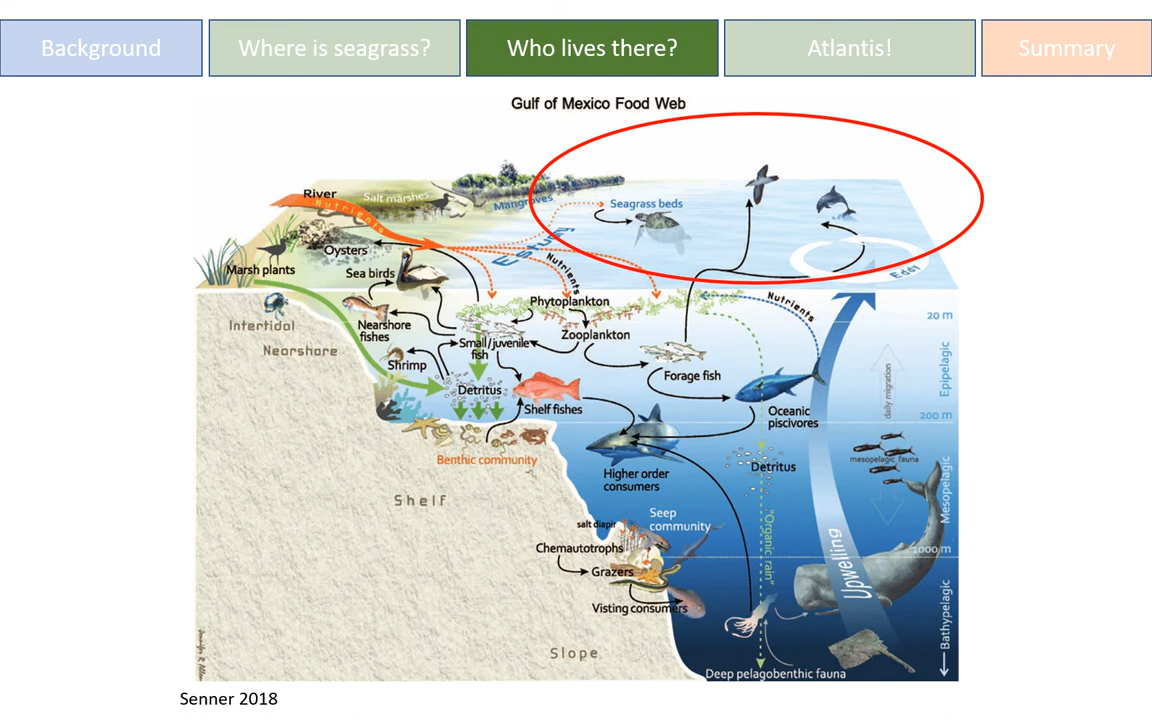 Background
Where is seagrass?
Who lives there?
Atlantis!
Summary
Gulf of Mexico Food Web
River
Nutrients
Salt marshes
Mangroves
Seagrass beds
Estuary
Oysters
Marsh plants
Sea birds
Nutrients
Eddy
Intertidal
Nearshore
Nearshore
fishes
Phytoplankton
Zooplankton
Nutrients
20 m
Small/juvenile
fish
Shrimp
Forage fish
Epipelagic
daily migration
Detritus
Shelf fishes
Oceanic
piscivores
200 m
Benthic community
Higher order
consumers
Detritus
mesopelagic fauna
Mesopelagic
Shelf
Seep
community
salt diapir
"Organic rain"
Chemautotrophs
Grazers
Visting consumers
Upwelling
1000 m
Bathypelagic
Slope
Deep pelagobenthic fauna
Senner 2018